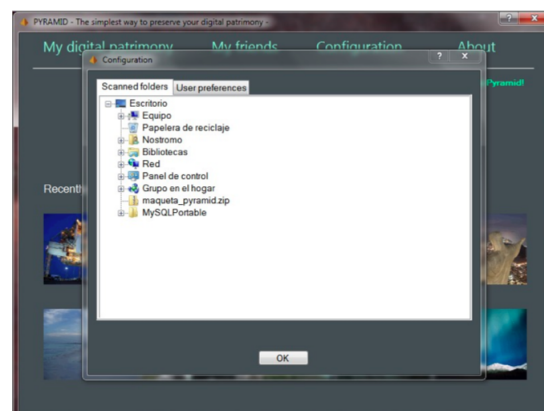 PYRAMID - The simplest way to preserve your digital patrimony -
My digital patrimony My friends Configuration About
Configuration
Scanned folders User preferences
Pyramid!
Escritorio
Equipo
Papelera de reciclaje
Nostromo
Bibliotecas
Red
Panel de control
Grupo en el hogar
maqueta_pyramid.zip
MySQLPortable
Recent
OK